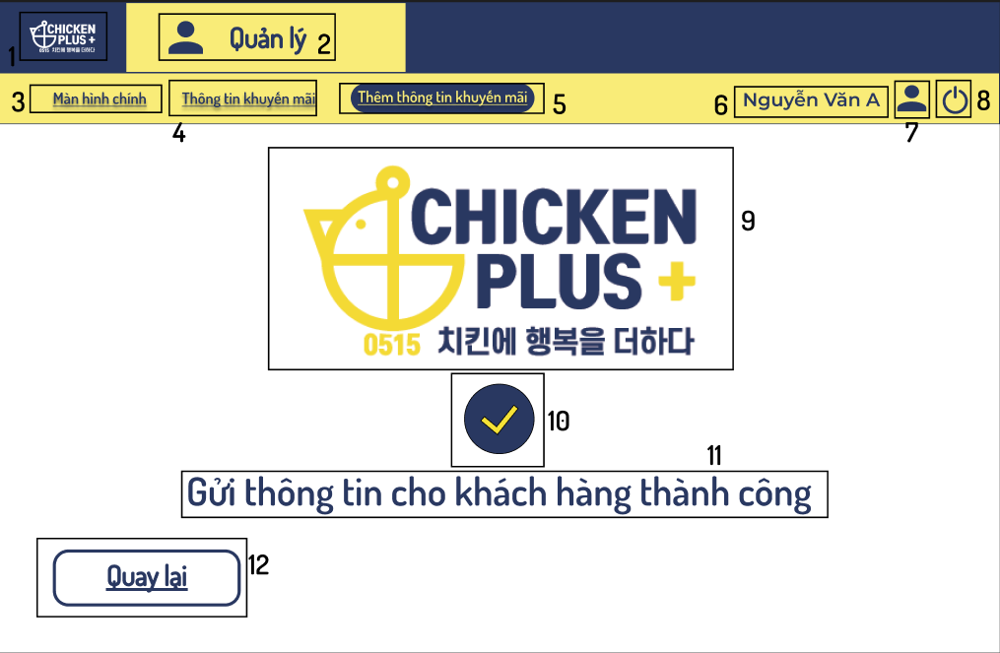 CHICKEN
PLUS +
0515 치킨에 행복을 더하다
1
Quản lý 2
3 Màn hình chính
Thông tin khuyến mãi
4
Thêm thông tin khuyến mãi 5
6 Nguyễn Văn A
7
8
CHICKEN
PLUS +
0515 치킨에 행복을 더하다
9
10
11
Gửi thông tin cho khách hàng thành công
Quay lại 12